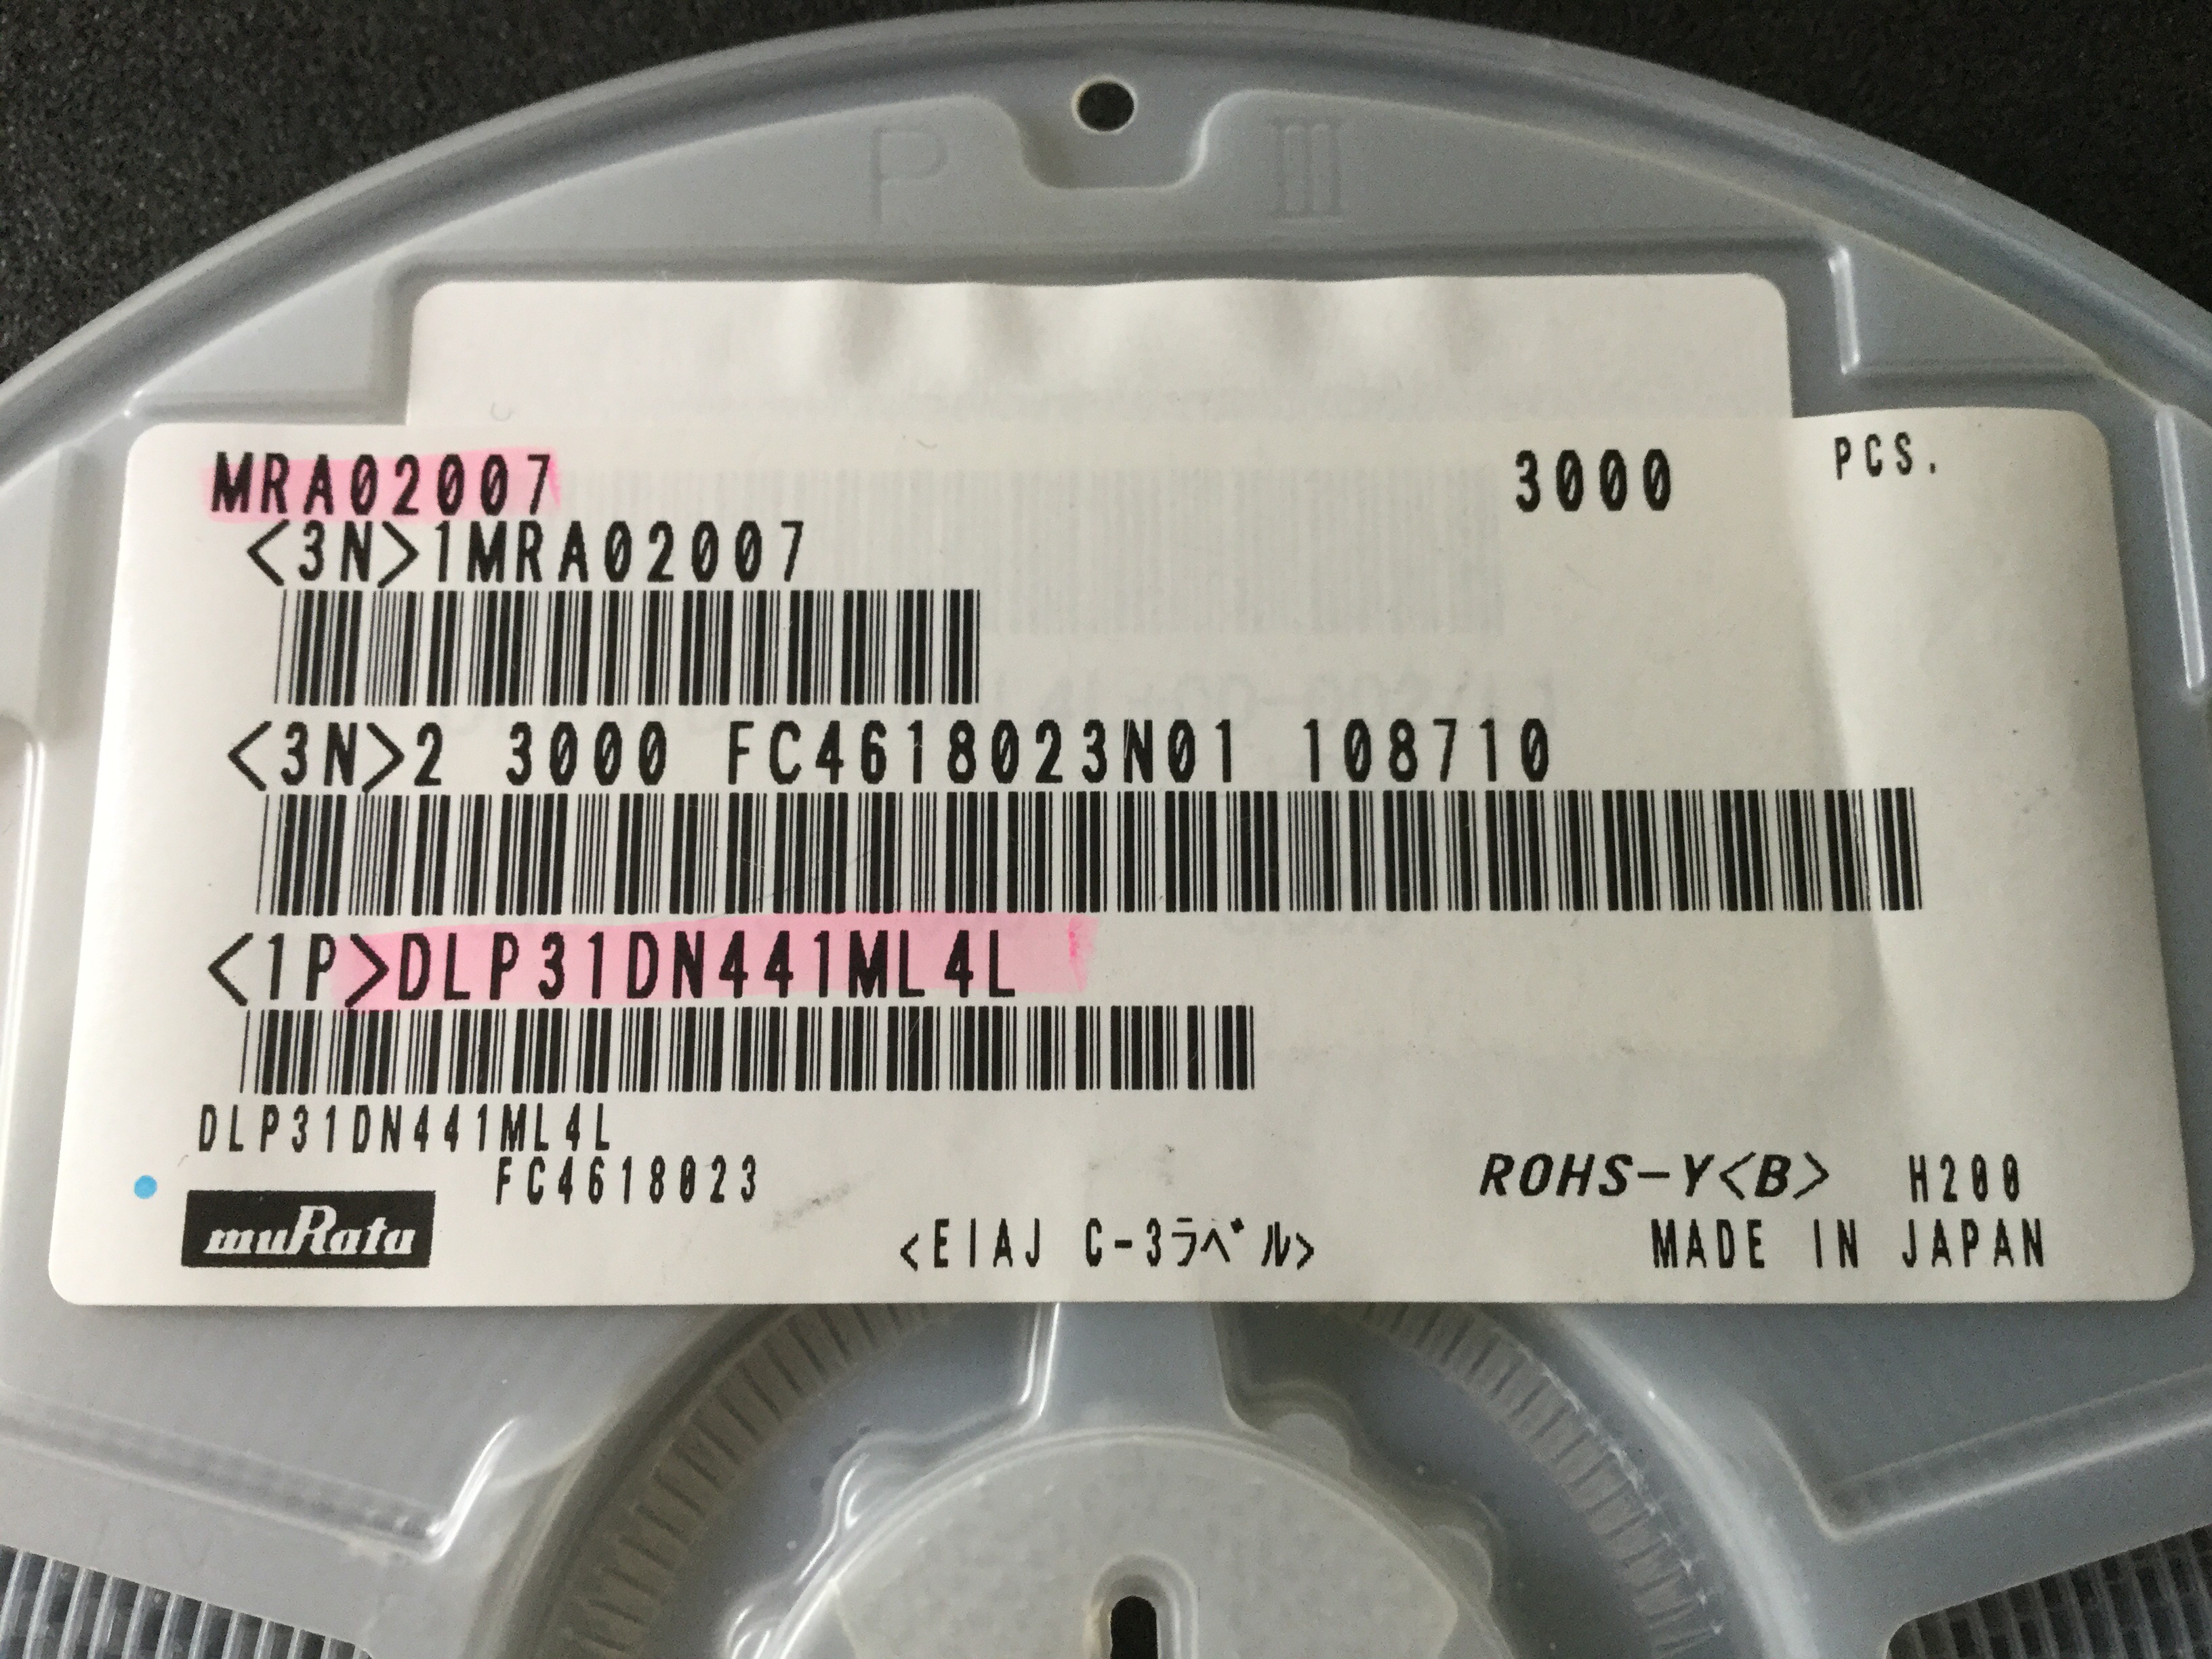 P III
MRA02007 3000 PCS.
<3N>1MRA02007
<3N>2 3000 FC4618023N01 108710
<1P>DLP31DN441ML4L
DLP31DN441ML4L
FC4618023
ROHS-Y<B> H200
muRata
<EIAJ C-3ラベル>
MADE IN JAPAN